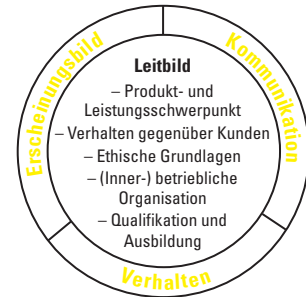 Erscheinungsbild
Kommunikation
Leitbild
– Produkt- und
Leistungsschwerpunkt
– Verhalten gegenüber Kunden
– Ethische Grundlagen
– (Inner-) betriebliche
Organisation
– Qualifikation und
Ausbildung
Verhalten